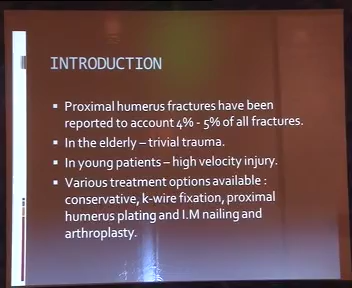 INTRODUCTION
▪ Proximal humerus fractures have been
reported to account 4% - 5% of all fractures.
▪ In the elderly – trivial trauma.
▪ In young patients – high velocity injury.
▪ Various treatment options available :
conservative, k-wire fixation, proximal
humerus plating and I.M nailing and
arthroplasty.